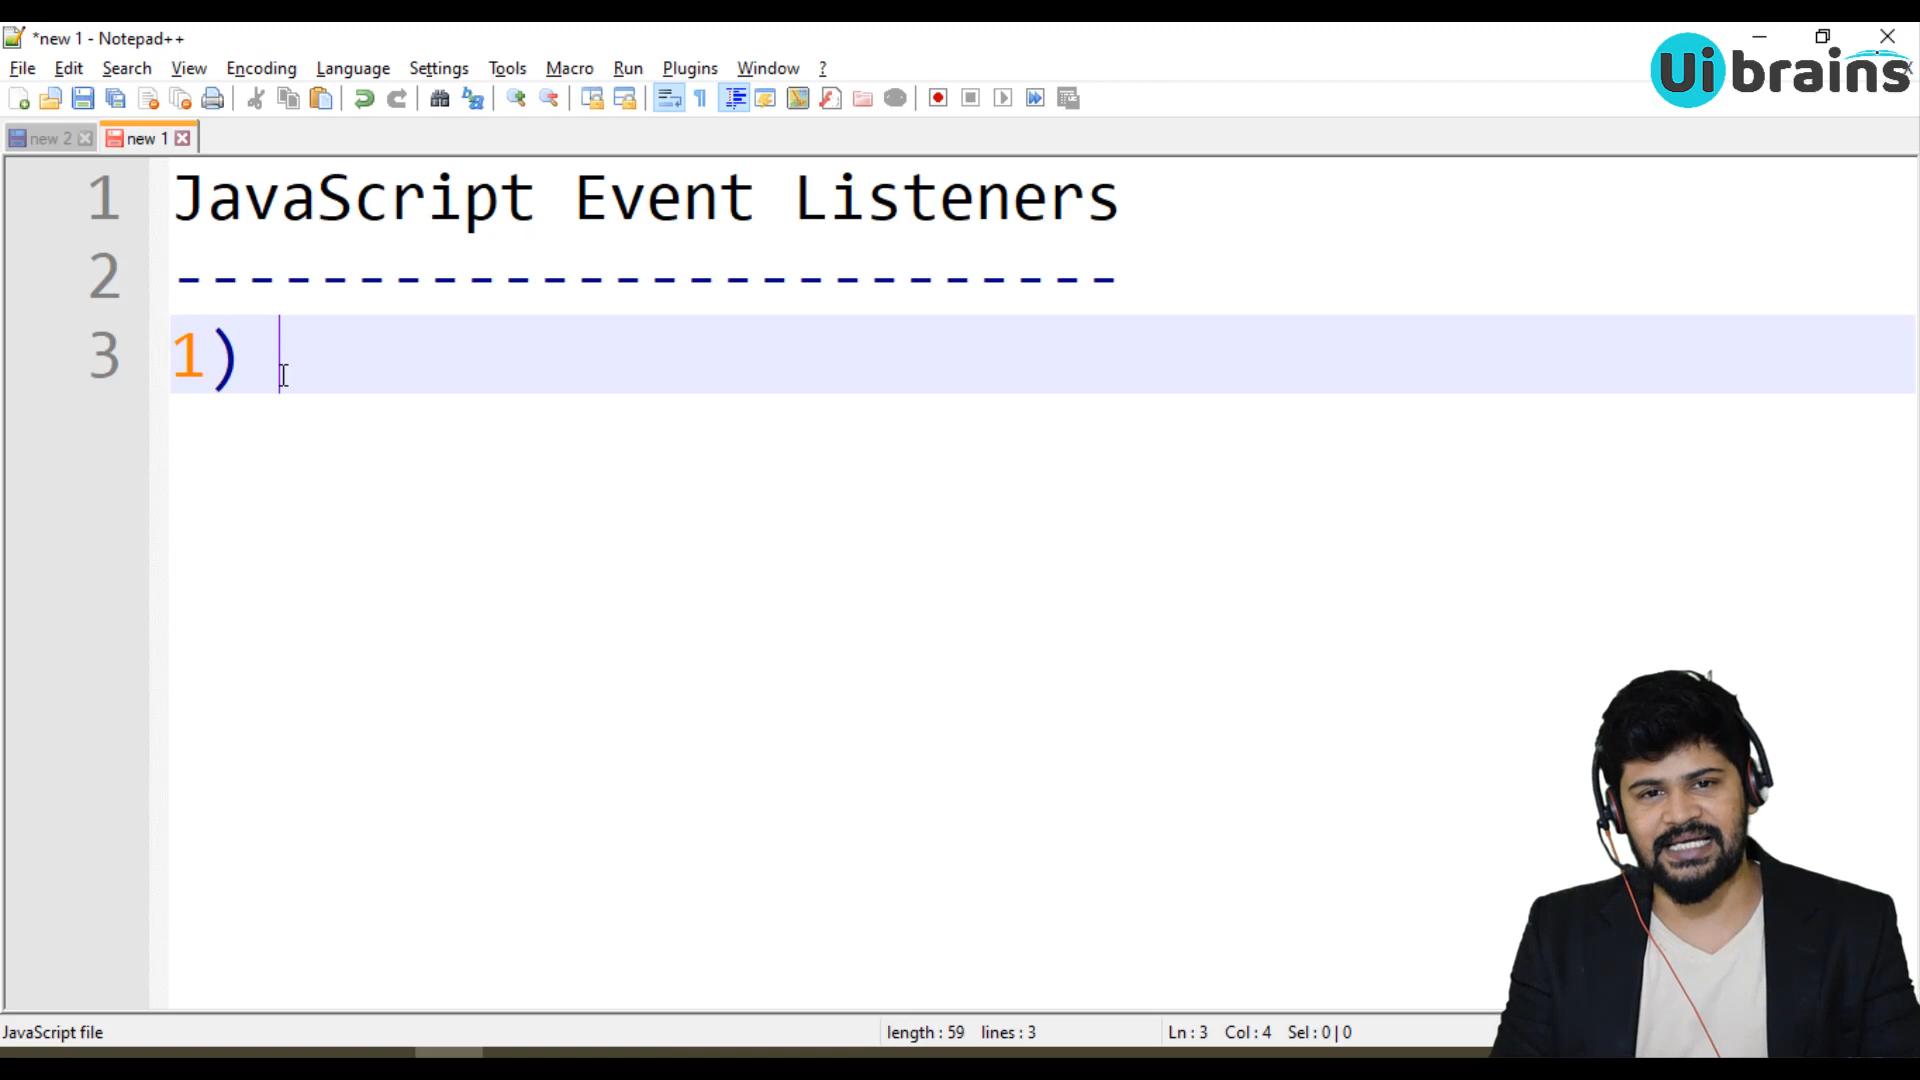 *new 1 - Notepad++
Ui brains
File Edit Search View Encoding Language Settings Tools Macro Run Plugins Window ?
new 2 new 1
1 JavaScript Event Listeners
2 --------------------------
3 1)
JavaScript file length : 59 lines : 3 Ln : 3 Col : 4 Sel : 0 | 0